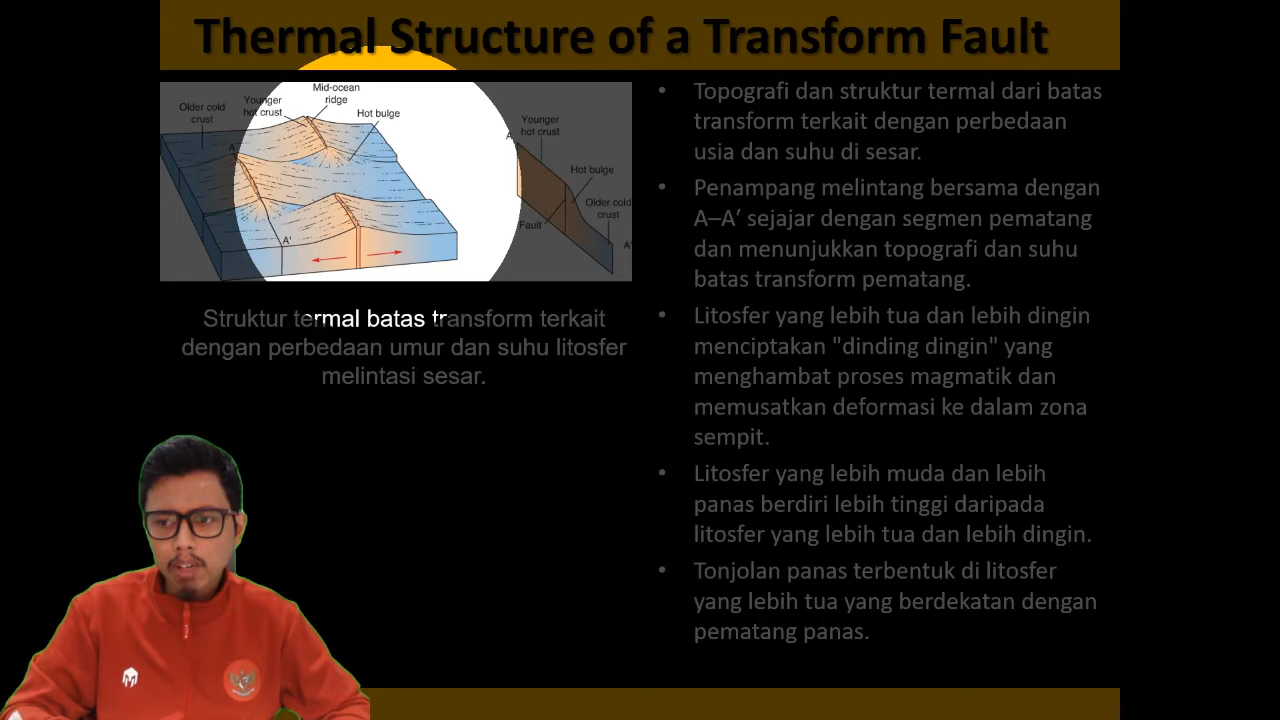 Thermal Structure of a Transform Fault
Mid-ocean
ridge
Younger
hot crust
Older cold
crust
Hot bulge
A
A'
Younger
hot crust
A
Hot bulge
Older cold
crust
Fault
A'
Struktur termal batas transform terkait
dengan perbedaan umur dan suhu litosfer
melintasi sesar.
• Topografi dan struktur termal dari batas
transform terkait dengan perbedaan
usia dan suhu di sesar.
• Penampang melintang bersama dengan
A–A′ sejajar dengan segmen pematang
dan menunjukkan topografi dan suhu
batas transform pematang.
• Litosfer yang lebih tua dan lebih dingin
menciptakan "dinding dingin" yang
menghambat proses magmatik dan
memusatkan deformasi ke dalam zona
sempit.
• Litosfer yang lebih muda dan lebih
panas berdiri lebih tinggi daripada
litosfer yang lebih tua dan lebih dingin.
• Tonjolan panas terbentuk di litosfer
yang lebih tua yang berdekatan dengan
pematang panas.